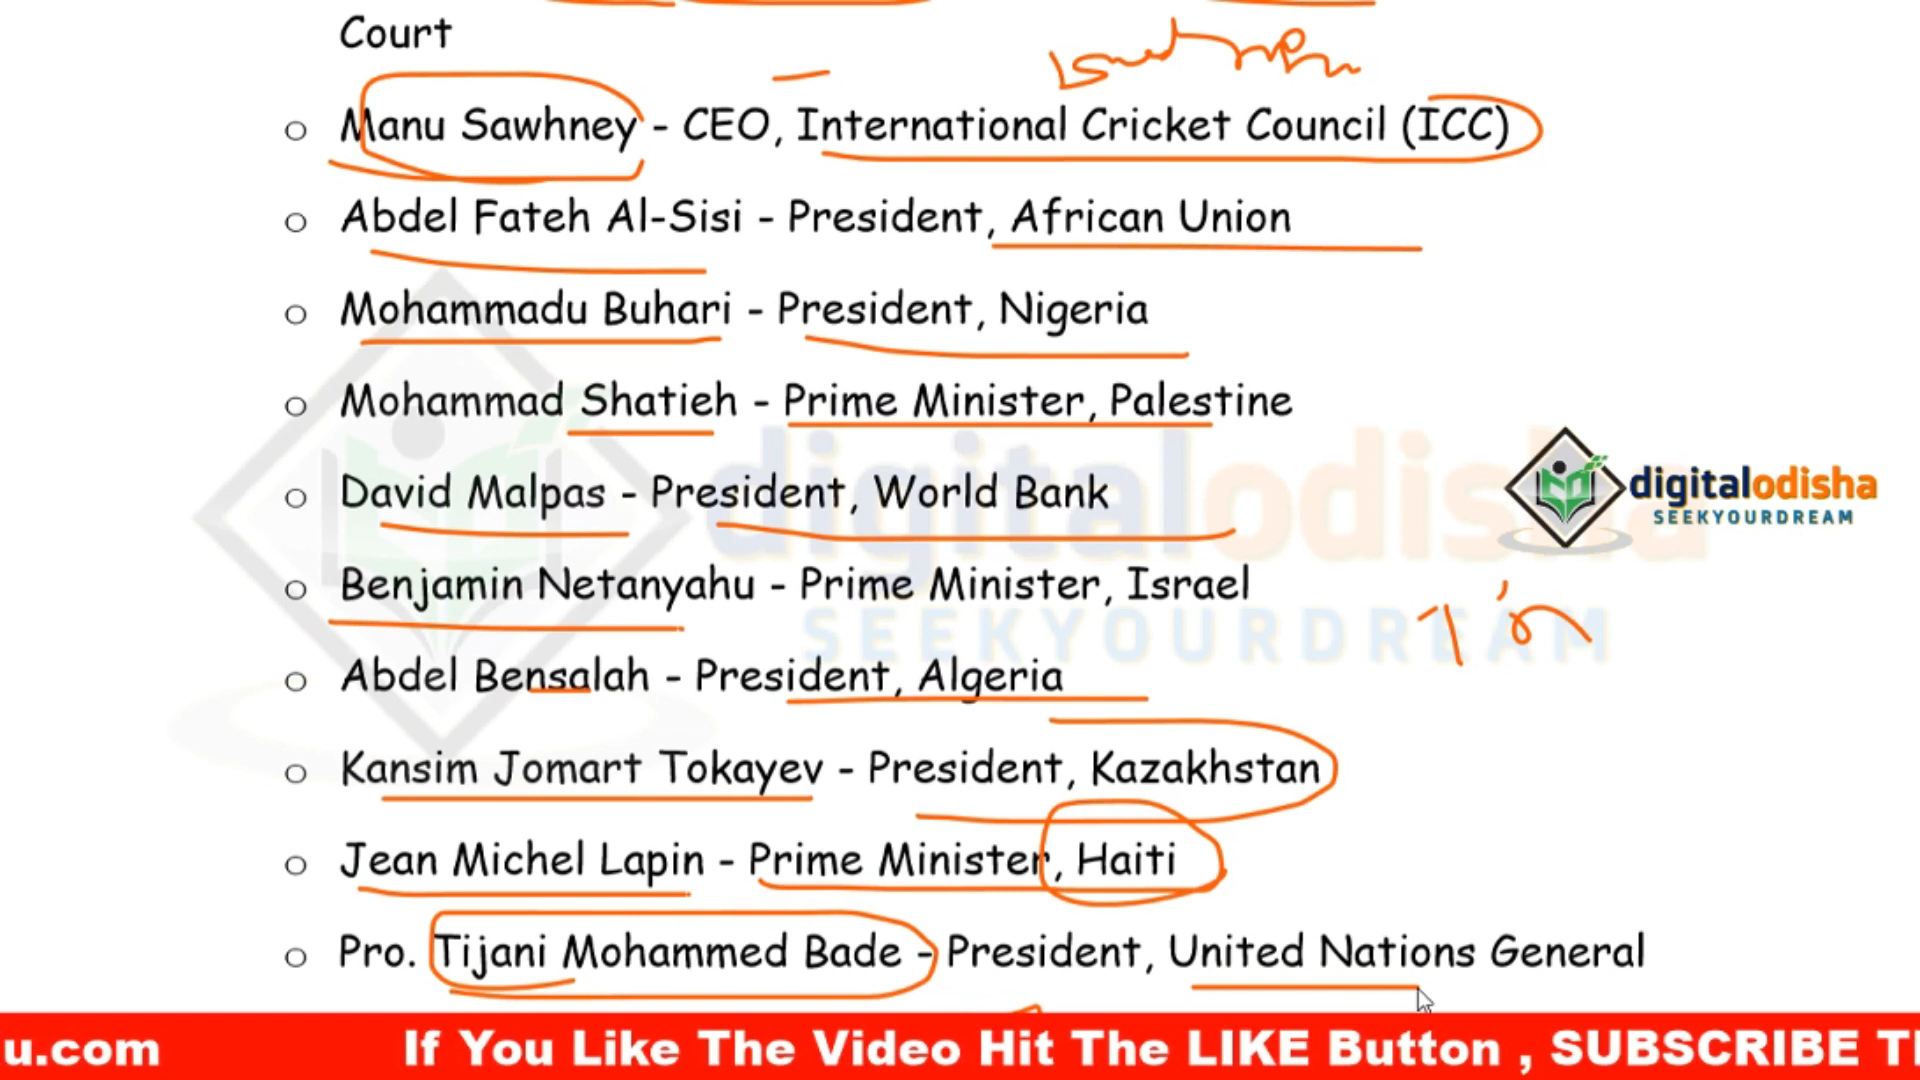 Court
o Manu Sawhney - CEO, International Cricket Council (ICC)
o Abdel Fateh Al-Sisi - President, African Union
o Mohammadu Buhari - President, Nigeria
o Mohammad Shatieh - Prime Minister, Palestine
o David Malpas - President, World Bank
digitalodisha
SEEKYOURDREAM
o Benjamin Netanyahu - Prime Minister, Israel
o Abdel Bensalah - President, Algeria
o Kansim Jomart Tokayev - President, Kazakhstan
o Jean Michel Lapin - Prime Minister, Haiti
o Pro. Tijani Mohammed Bade - President, United Nations General
u.com If You Like The Video Hit The LIKE Button , SUBSCRIBE